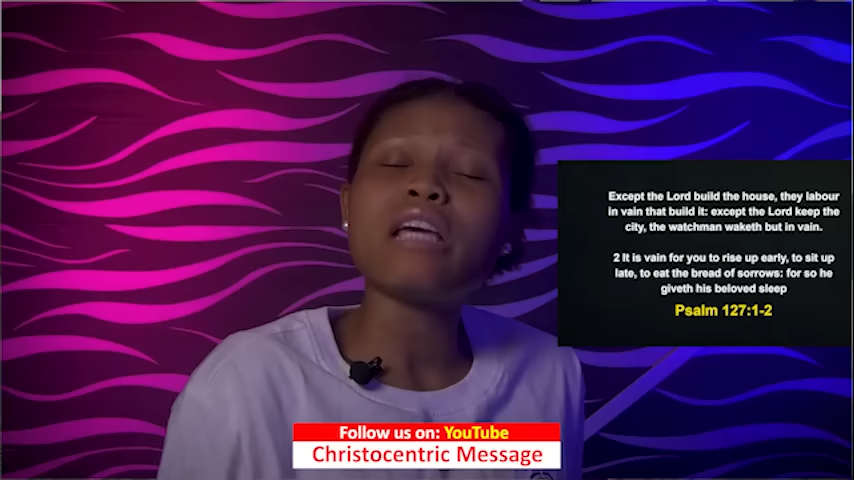 Except the Lord build the house, they labour
in vain that build it: except the Lord keep the
city, the watchman waketh but in vain.
2 It is vain for you to rise up early, to sit up
late, to eat the bread of sorrows: for so he
giveth his beloved sleep
Psalm 127:1-2
Follow us on: YouTube
Christocentric Message